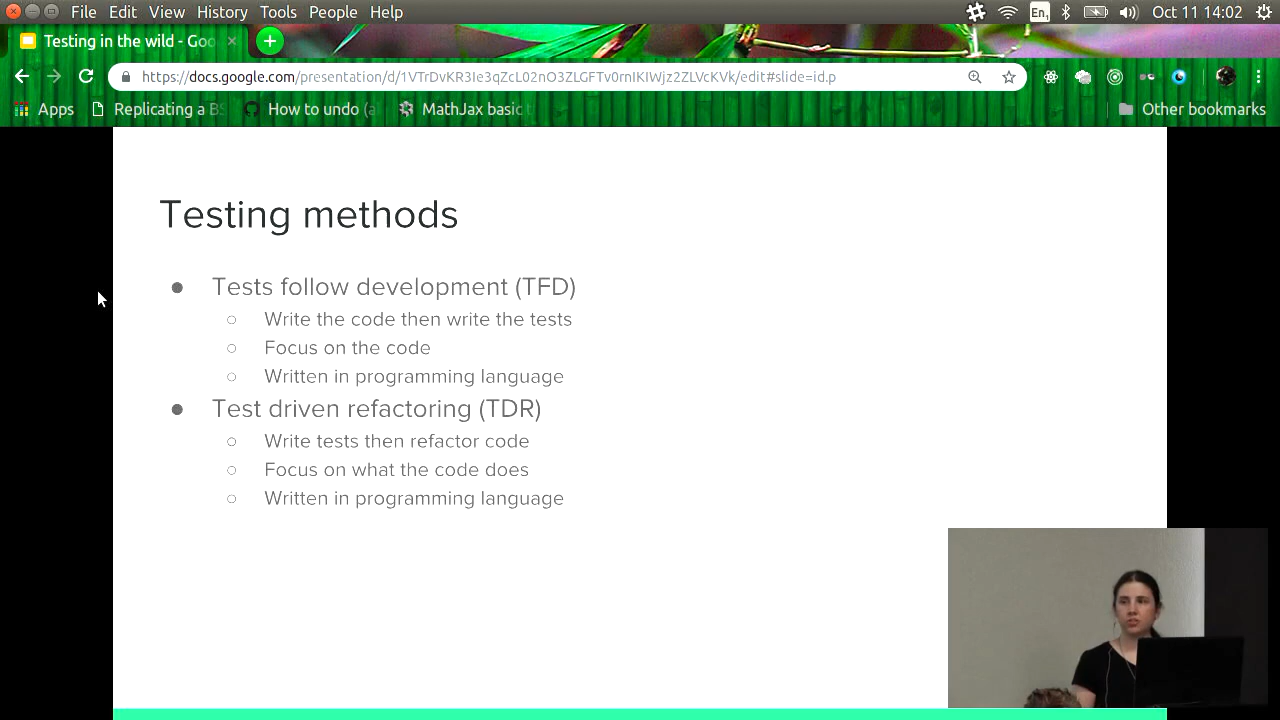 File Edit View History Tools People Help
En1
Oct 11 14:02
Testing in the wild - Goo
https://docs.google.com/presentation/d/1VTrDvKR3Ie3qZcL02nO3ZLGFTv0rnIKIWjz2ZLVcKVk/edit#slide=id.p
Apps Replicating a BS How to undo (a MathJax basic t Other bookmarks
Testing methods
● Tests follow development (TFD)
○ Write the code then write the tests
○ Focus on the code
○ Written in programming language
● Test driven refactoring (TDR)
○ Write tests then refactor code
○ Focus on what the code does
○ Written in programming language